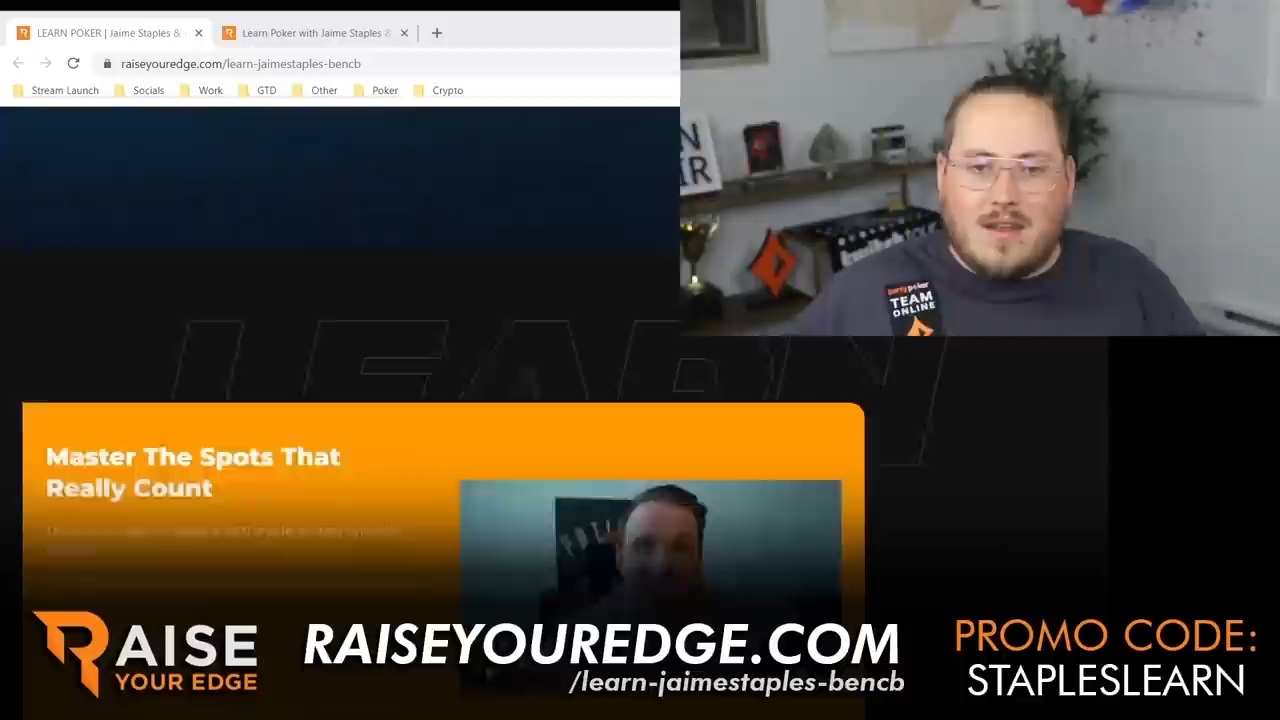 LEARN POKER | Jaime Staples &
Learn Poker with Jaime Staples &
raiseyouredge.com/learn-jaimestaples-bencb
Stream Launch
Socials
Work
GTD
Other
Poker
Crypto
partypoker
TEAM
ONLINE
LEARN
Master The Spots That
Really Count
RAISE
YOUR EDGE
RAISEYOUREDGE.COM
/learn-jaimestaples-bencb
PROMO CODE:
STAPLESLEARN